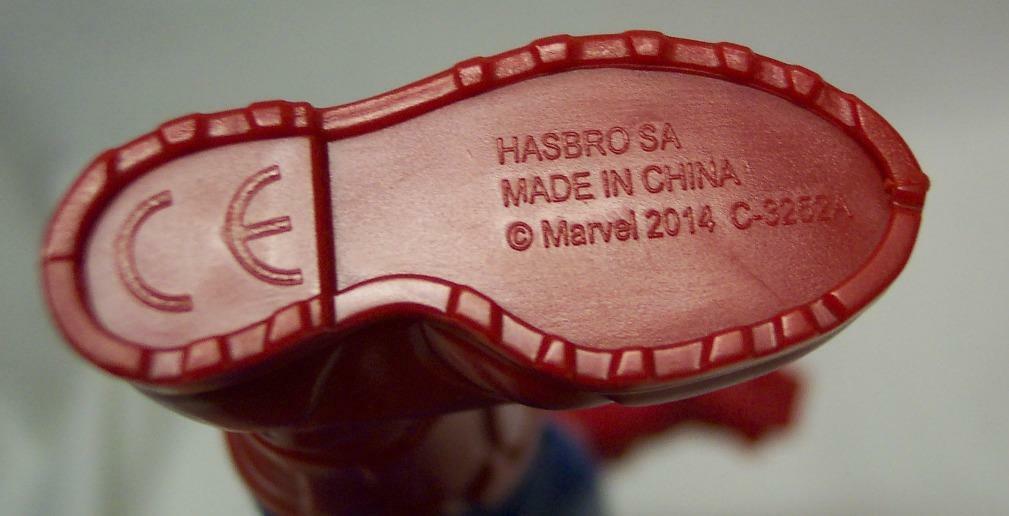 CE
HASBRO SA
MADE IN CHINA
© Marvel 2014 C-3252A